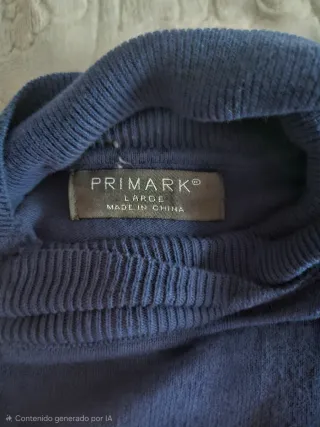 PRIMARK®
LARGE
MADE IN CHINA
Contenido generado por IA